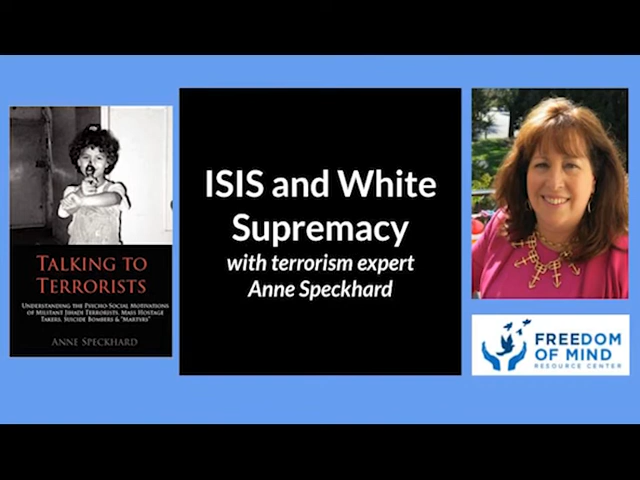 TALKING TO
TERRORISTS
UNDERSTANDING THE PSYCHO-SOCIAL MOTIVATIONS
OF MILITANT JIHADI TERRORISTS, MASS HOSTAGE
TAKERS, SUICIDE BOMBERS & "MARTYRS"
ANNE SPECKHARD
ISIS and White
Supremacy
with terrorism expert
Anne Speckhard
FREEDOM
OF MIND
RESOURCE CENTER